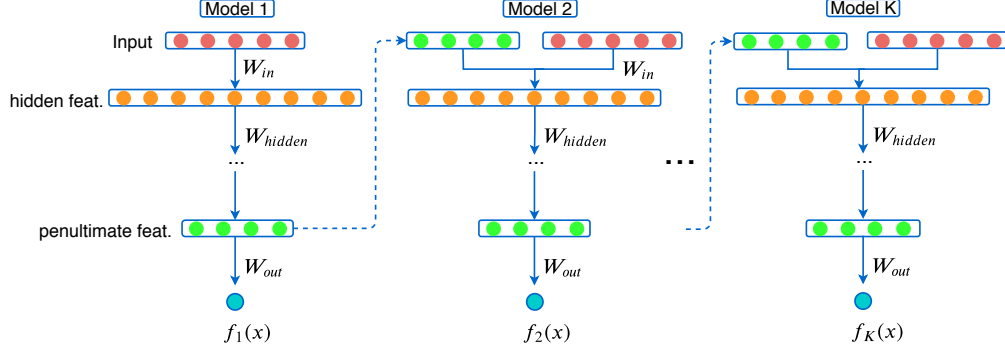 Model 1 Model 2 Model K
Input
W_in W_in
hidden feat.
W_hidden W_hidden W_hidden
... ... ... ...
penultimate feat.
W_out W_out W_out
f_1(x) f_2(x) f_K(x)